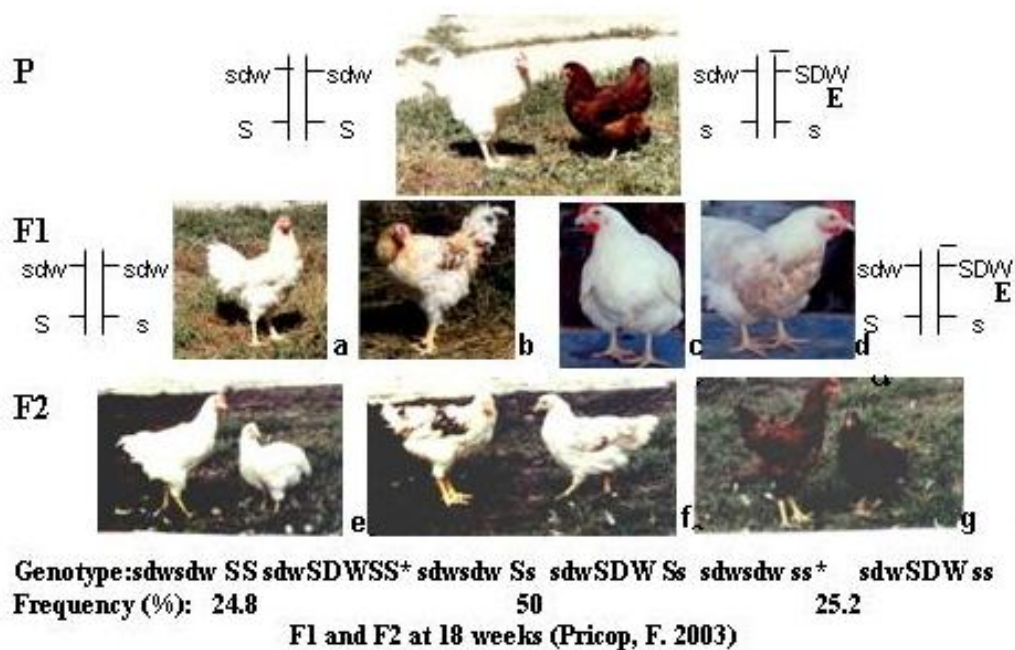 P
sdw sdw sdw SDW
E
S S s s
F1
sdw sdw sdw SDW
E
S s a b c d S s
F2
e f g
Genotype:sdwsdw SS sdwSDWSS* sdwsdw Ss sdwSDW Ss sdwsdw ss* sdwSDW ss
Frequency (%): 24.8 50 25.2
F1 and F2 at 18 weeks (Pricop, F. 2003)